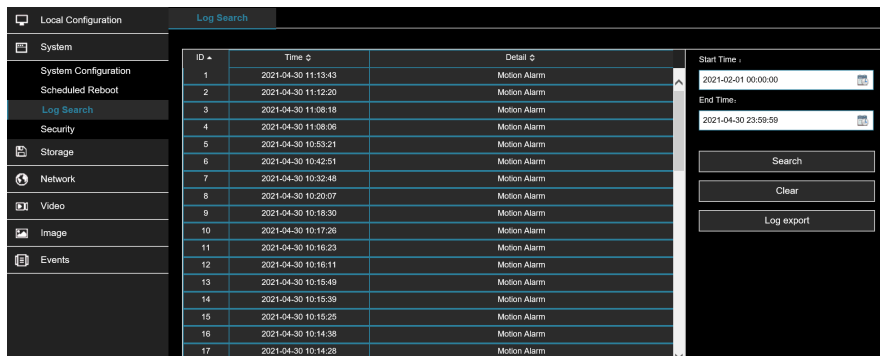 Local Configuration
System
System Configuration
Scheduled Reboot
Log Search
Security
Storage
Network
Video
Image
Events
Log Search
ID Time Detail
1 2021-04-30 11:13:43 Motion Alarm
2 2021-04-30 11:12:20 Motion Alarm
3 2021-04-30 11:08:18 Motion Alarm
4 2021-04-30 11:08:06 Motion Alarm
5 2021-04-30 10:53:21 Motion Alarm
6 2021-04-30 10:42:51 Motion Alarm
7 2021-04-30 10:32:48 Motion Alarm
8 2021-04-30 10:20:07 Motion Alarm
9 2021-04-30 10:18:30 Motion Alarm
10 2021-04-30 10:17:26 Motion Alarm
11 2021-04-30 10:16:23 Motion Alarm
12 2021-04-30 10:16:11 Motion Alarm
13 2021-04-30 10:15:49 Motion Alarm
14 2021-04-30 10:15:39 Motion Alarm
15 2021-04-30 10:15:25 Motion Alarm
16 2021-04-30 10:14:38 Motion Alarm
17 2021-04-30 10:14:28 Motion Alarm
Start Time :
2021-02-01 00:00:00
End Time:
2021-04-30 23:59:59
Search
Clear
Log export